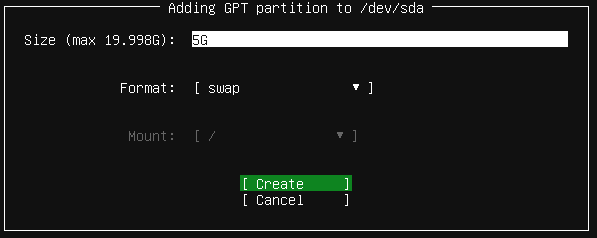 Adding GPT partition to /dev/sda
Size (max 19.998G): 5G
Format: [ swap ▾ ]
Mount: [ / ▾ ]
[ Create ]
[ Cancel ]